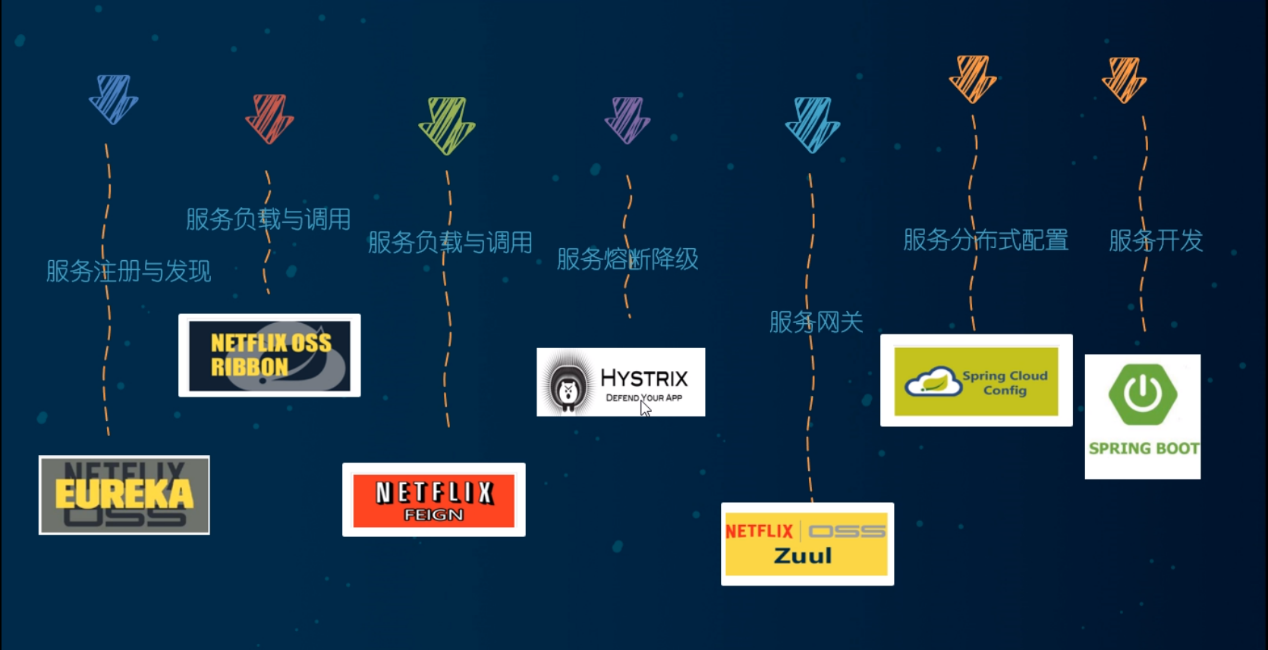 服务注册与发现
NETFLIX
EUREKA
OSS
服务负载与调用
NETFLIX OSS
RIBBON
服务负载与调用
NETFLIX
FEIGN
服务熔断降级
HYSTRIX
DEFEND YOUR APP
服务网关
NETFLIX OSS
Zuul
服务分布式配置
Spring Cloud
Config
服务开发
SPRING BOOT